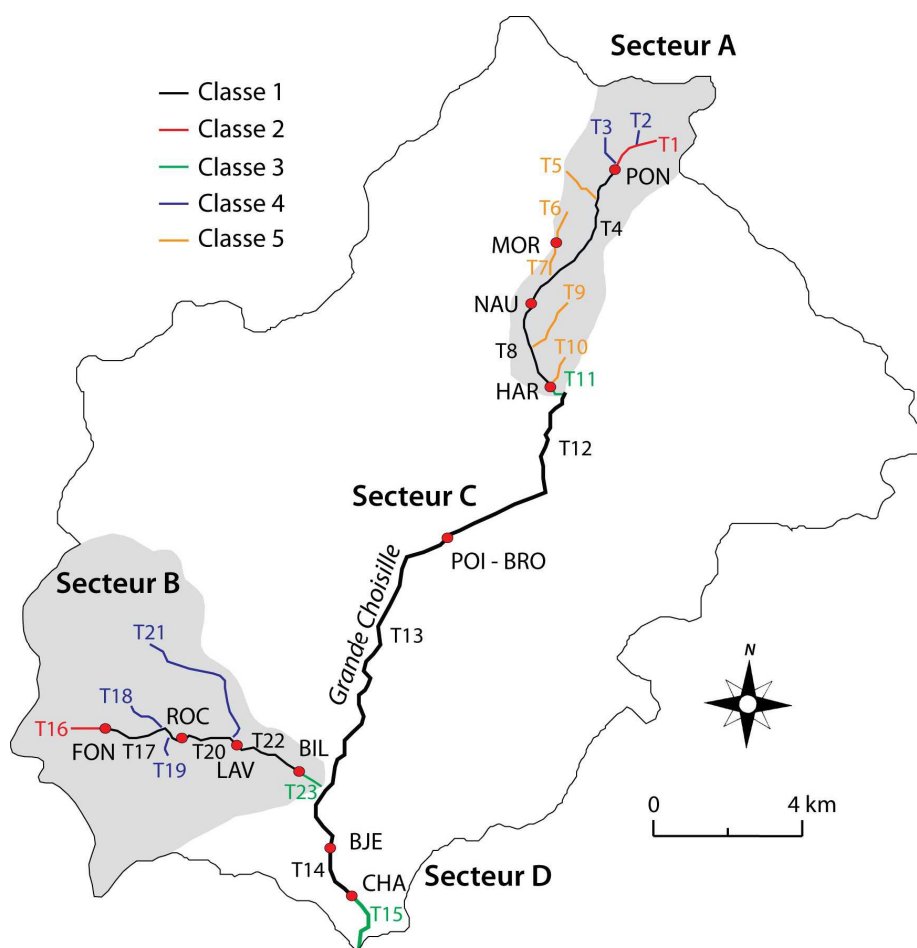 Secteur A
Classe 1
Classe 2
Classe 3
Classe 4
Classe 5
T3
T2
T1
PON
T5
T6
T4
MOR
T7
NAU
T9
T8
T10
HAR
T11
T12
Secteur C
POI - BRO
Grande Choisille
T13
Secteur B
T21
T18
ROC
T16
FON
T17
T20
T22
BIL
T19
LAV
T23
N
0
4 km
BJE
T14
CHA
Secteur D
T15